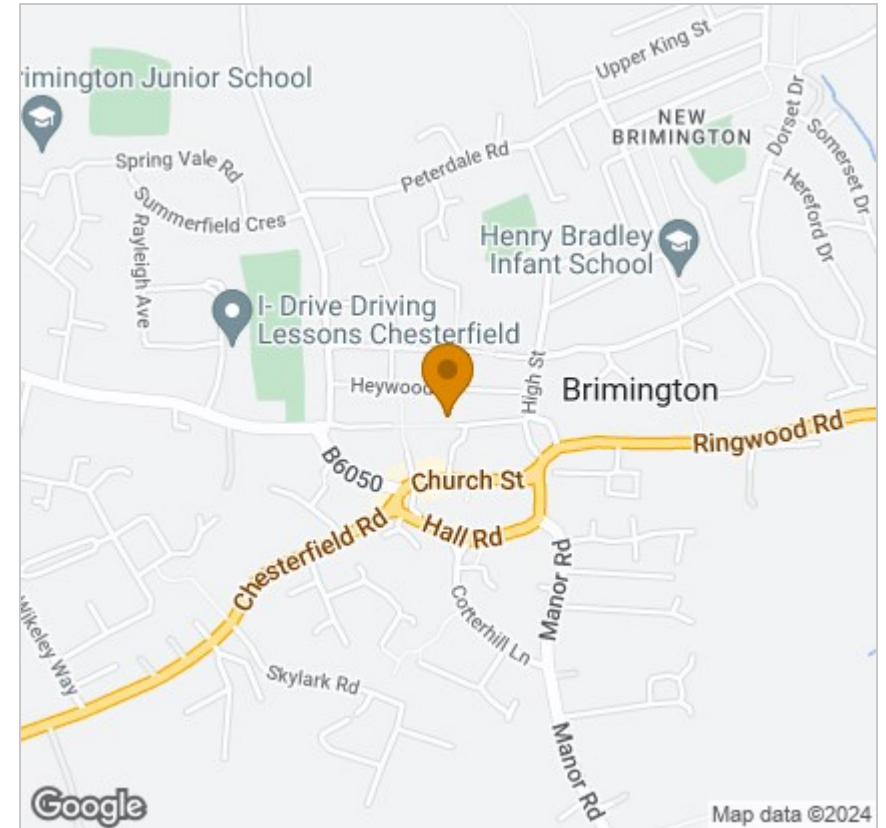 Upper King St
rimington Junior School
NEW
BRIMINGTON
Dorset Dr
Somerset Dr
Spring Vale Rd
Peterdale Rd
Hereford Dr
Summerfield Cres
Rayleigh Ave
Henry Bradley
Infant School
I- Drive Driving
Lessons Chesterfield
Heywood
High St
Brimington
Ringwood Rd
B6050
Church St
Chesterfield Rd
Hall Rd
Manor Rd
Cotterhill Ln
Wikeley Way
Skylark Rd
Manor Rd
Google
Map data ©2024